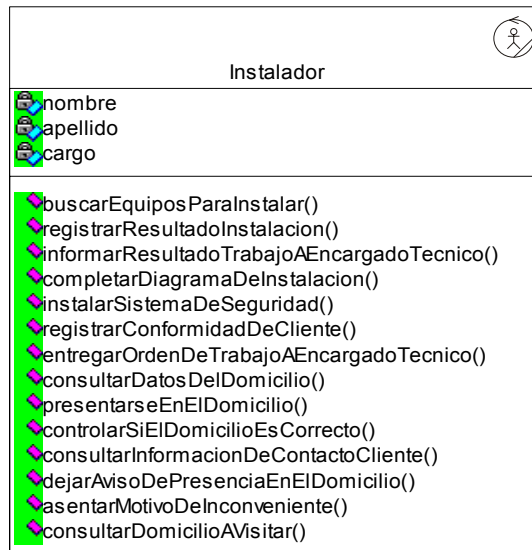 Instalador
nombre
apellido
cargo
buscarEquiposParaInstalar()
registrarResultadoInstalacion()
informarResultadoTrabajoAEncargadoTecnico()
completarDiagramaDeInstalacion()
instalarSistemaDeSeguridad()
registrarConformidadDeCliente()
entregarOrdenDeTrabajoAEncargadoTecnico()
consultarDatosDelDomicilio()
presentarseEnElDomicilio()
controlarSiElDomicilioEsCorrecto()
consultarInformacionDeContactoCliente()
dejarAvisoDePresenciaEnElDomicilio()
asentarMotivoDeInconveniente()
consultarDomicilioAVisitar()